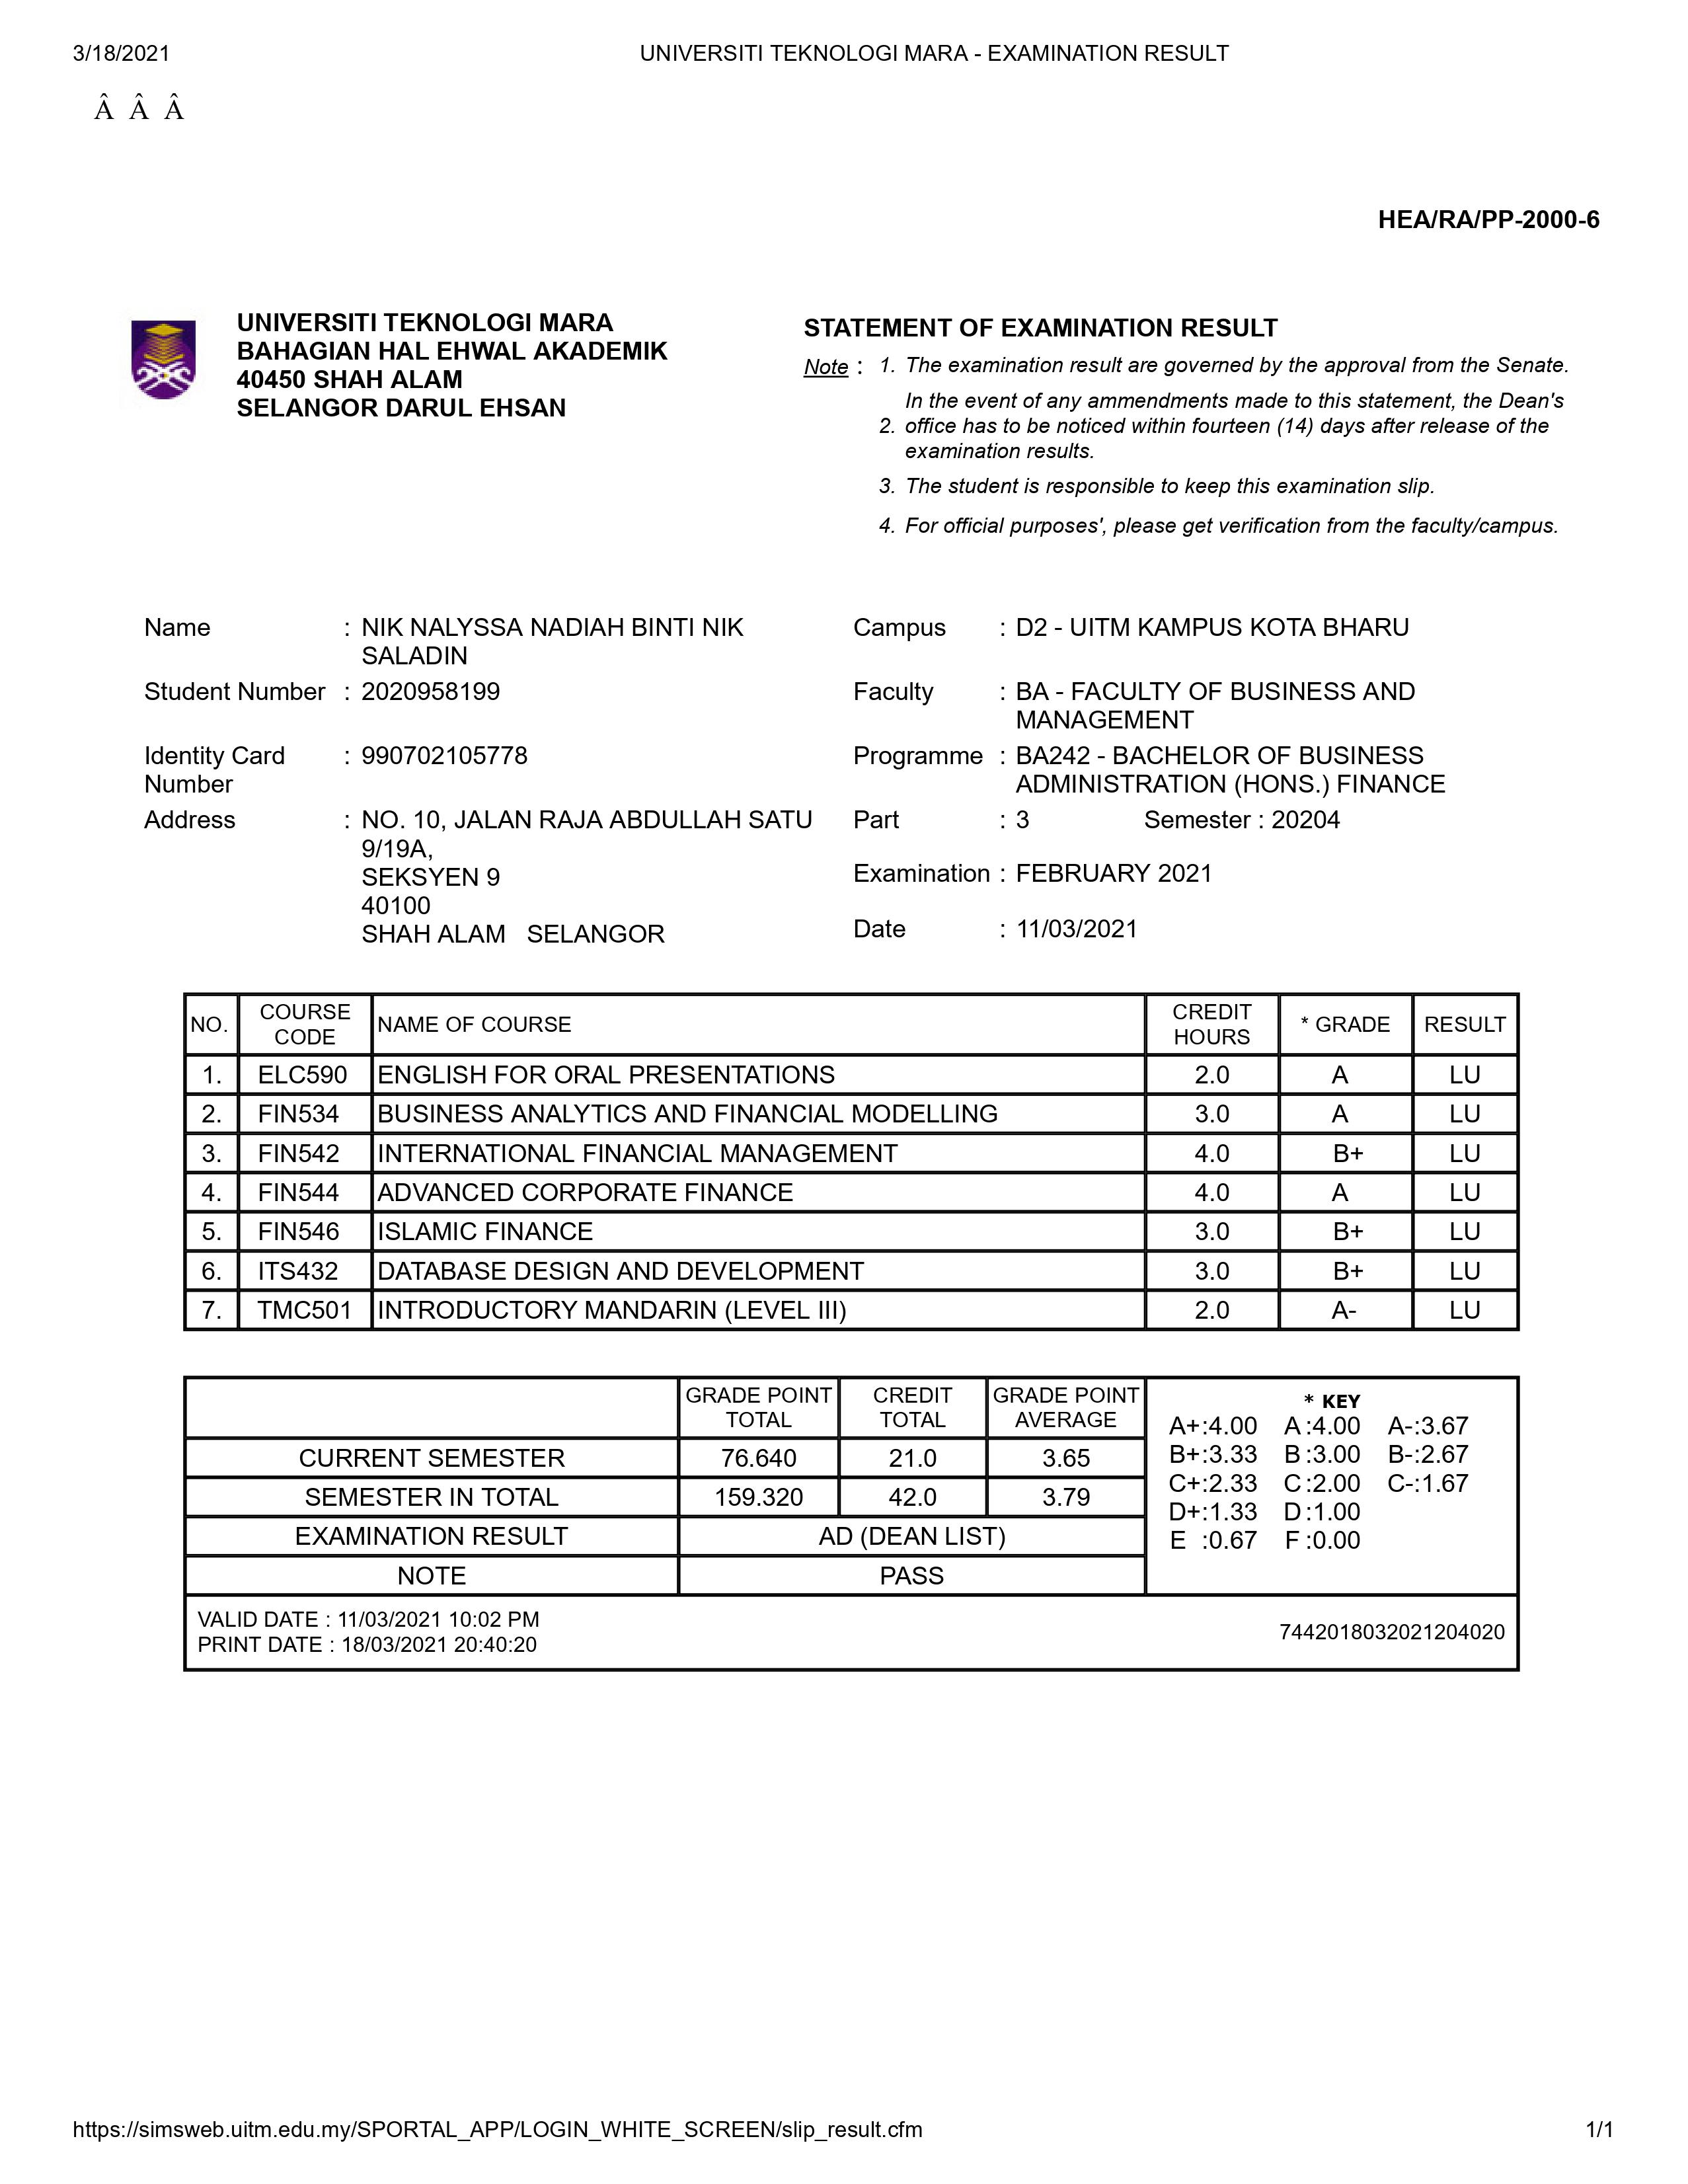 3/18/2021 UNIVERSITI TEKNOLOGI MARA - EXAMINATION RESULT
Â Â Â
HEA/RA/PP-2000-6
UNIVERSITI TEKNOLOGI MARA
BAHAGIAN HAL EHWAL AKADEMIK
40450 SHAH ALAM
SELANGOR DARUL EHSAN
STATEMENT OF EXAMINATION RESULT
Note : 1. The examination result are governed by the approval from the Senate.
In the event of any ammendments made to this statement, the Dean's
2. office has to be noticed within fourteen (14) days after release of the
examination results.
3. The student is responsible to keep this examination slip.
4. For official purposes', please get verification from the faculty/campus.
Name : NIK NALYSSA NADIAH BINTI NIK
SALADIN
Student Number : 2020958199
Identity Card : 990702105778
Number
Address : NO. 10, JALAN RAJA ABDULLAH SATU
9/19A,
SEKSYEN 9
40100
SHAH ALAM SELANGOR
Campus : D2 - UITM KAMPUS KOTA BHARU
Faculty : BA - FACULTY OF BUSINESS AND
MANAGEMENT
Programme : BA242 - BACHELOR OF BUSINESS
ADMINISTRATION (HONS.) FINANCE
Part : 3 Semester : 20204
Examination : FEBRUARY 2021
Date : 11/03/2021
NO. COURSE CODE NAME OF COURSE CREDIT HOURS * GRADE RESULT
1. ELC590 ENGLISH FOR ORAL PRESENTATIONS 2.0 A LU
2. FIN534 BUSINESS ANALYTICS AND FINANCIAL MODELLING 3.0 A LU
3. FIN542 INTERNATIONAL FINANCIAL MANAGEMENT 4.0 B+ LU
4. FIN544 ADVANCED CORPORATE FINANCE 4.0 A LU
5. FIN546 ISLAMIC FINANCE 3.0 B+ LU
6. ITS432 DATABASE DESIGN AND DEVELOPMENT 3.0 B+ LU
7. TMC501 INTRODUCTORY MANDARIN (LEVEL III) 2.0 A- LU
GRADE POINT TOTAL CREDIT TOTAL GRADE POINT AVERAGE
CURRENT SEMESTER 76.640 21.0 3.65
SEMESTER IN TOTAL 159.320 42.0 3.79
EXAMINATION RESULT AD (DEAN LIST)
NOTE PASS
* KEY
A+:4.00 A :4.00 A-:3.67
B+:3.33 B :3.00 B-:2.67
C+:2.33 C :2.00 C-:1.67
D+:1.33 D :1.00
E :0.67 F :0.00
VALID DATE : 11/03/2021 10:02 PM
PRINT DATE : 18/03/2021 20:40:20
7442018032021204020
https://simsweb.uitm.edu.my/SPORTAL_APP/LOGIN_WHITE_SCREEN/slip_result.cfm 1/1